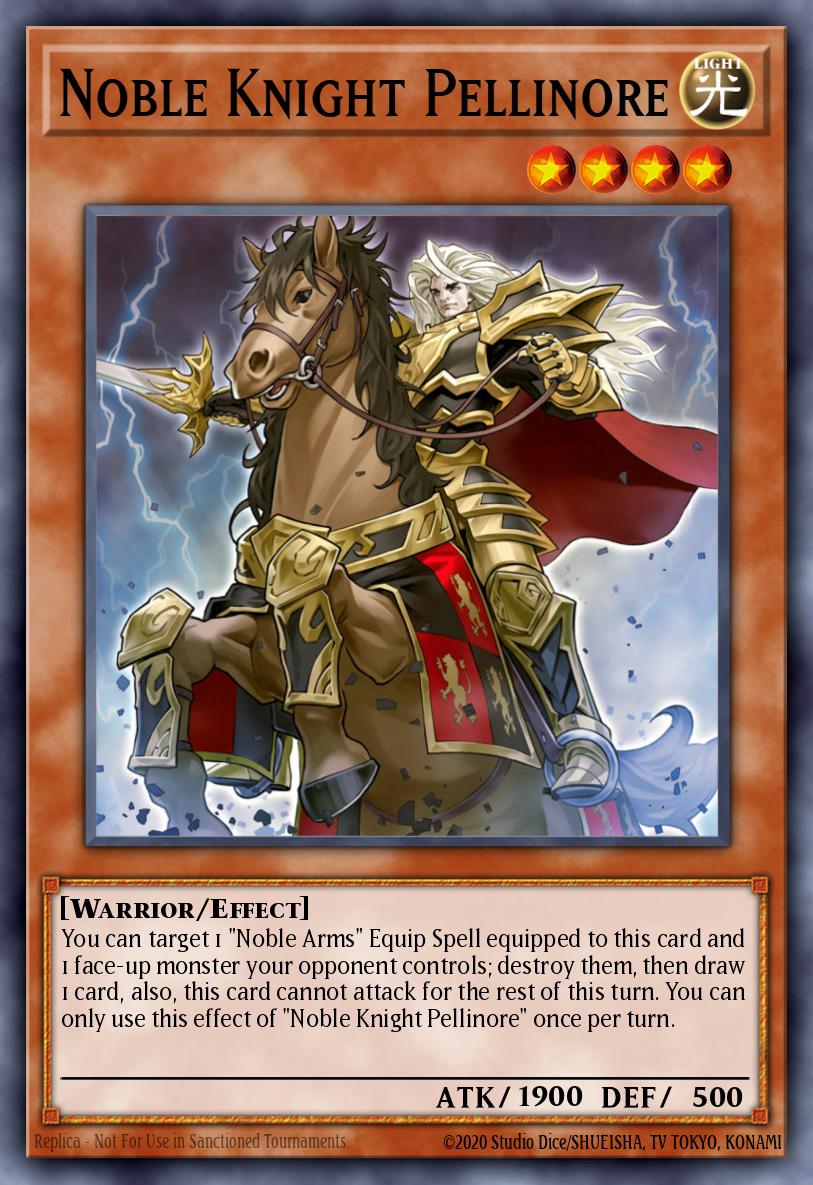 NOBLE KNIGHT PELLINORE
LIGHT
光
[WARRIOR/EFFECT]
You can target 1 "Noble Arms" Equip Spell equipped to this card and
1 face-up monster your opponent controls; destroy them, then draw
1 card, also, this card cannot attack for the rest of this turn. You can
only use this effect of "Noble Knight Pellinore" once per turn.
ATK/ 1900 DEF/ 500
Replica - Not For Use in Sanctioned Tournaments.
©2020 Studio Dice/SHUEISHA, TV TOKYO, KONAMI